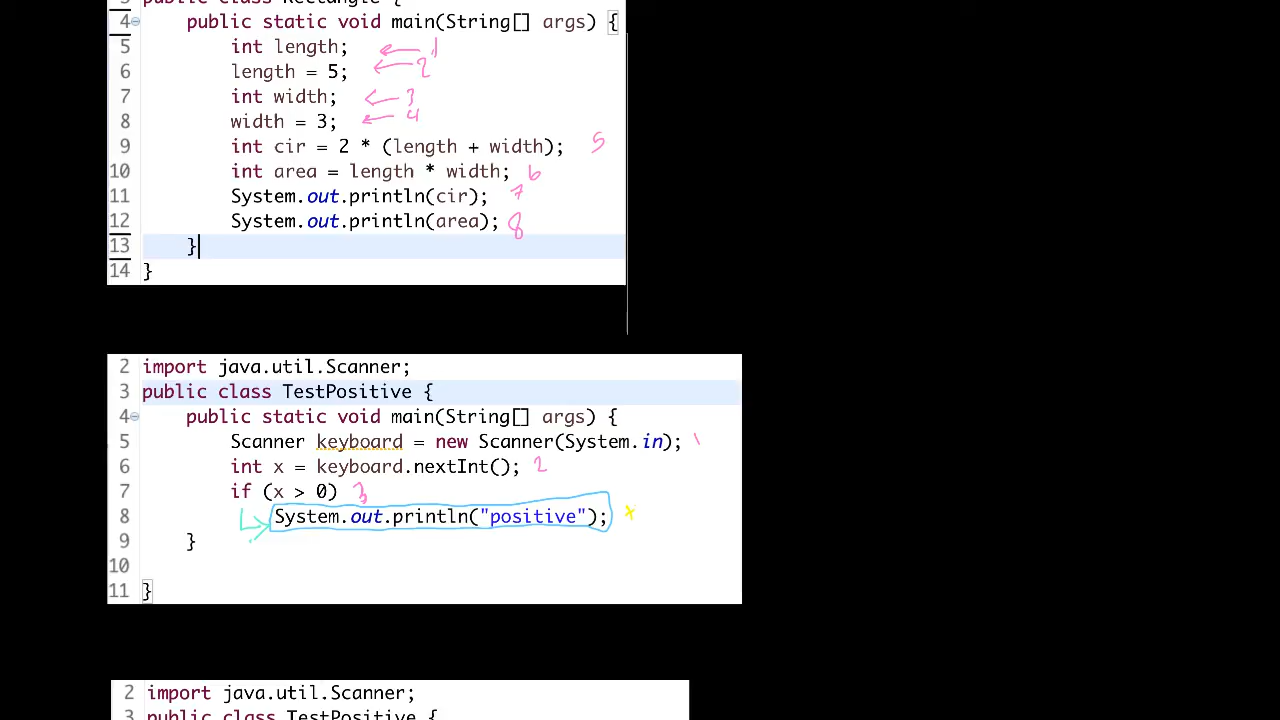 public class Rectangle {
4 public static void main(String[] args) {
5 int length; 1
6 length = 5; 2
7 int width; 3
8 width = 3; 4
9 int cir = 2 * (length + width); 5
10 int area = length * width; 6
11 System.out.println(cir); 7
12 System.out.println(area); 8
13 }
14 }
2 import java.util.Scanner;
3 public class TestPositive {
4 public static void main(String[] args) {
5 Scanner keyboard = new Scanner(System.in); 1
6 int x = keyboard.nextInt(); 2
7 if (x > 0) 3
8 System.out.println("positive");
9 }
10
11 }
2 import java.util.Scanner;
3 public class TestPositive {